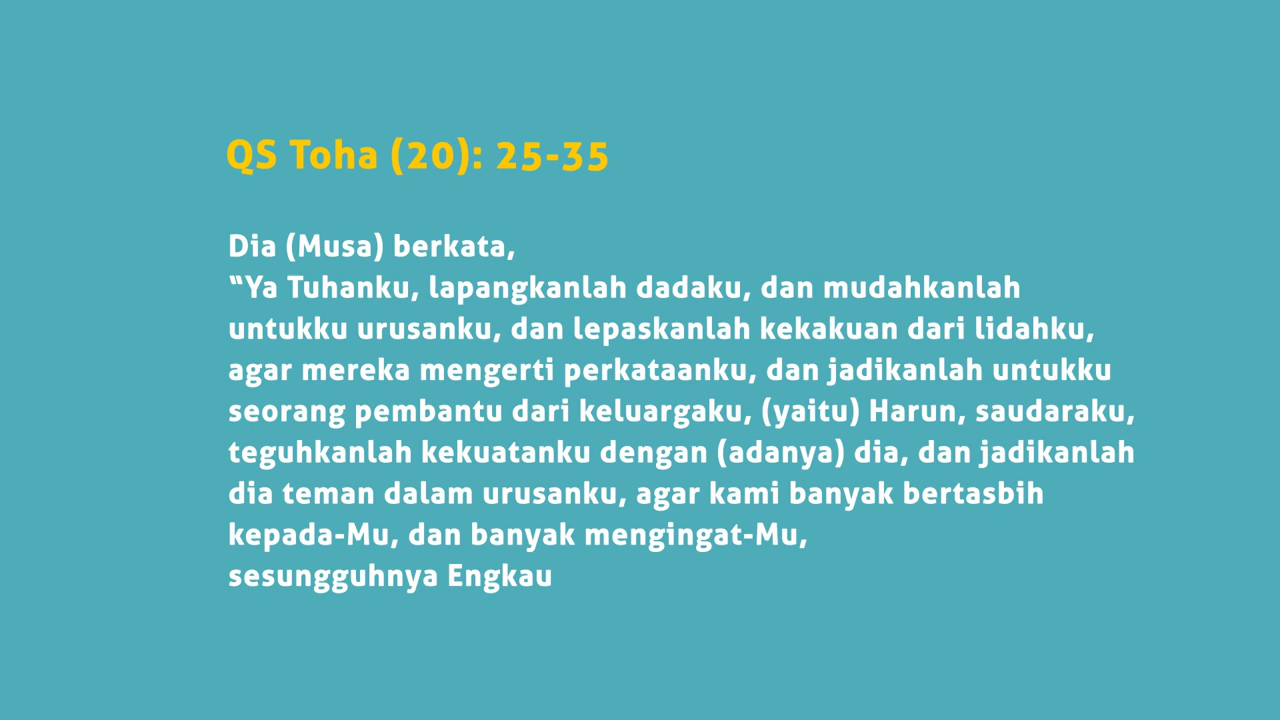 QS Toha (20): 25-35
Dia (Musa) berkata,
“Ya Tuhanku, lapangkanlah dadaku, dan mudahkanlah
untukku urusanku, dan lepaskanlah kekakuan dari lidahku,
agar mereka mengerti perkataanku, dan jadikanlah untukku
seorang pembantu dari keluargaku, (yaitu) Harun, saudaraku,
teguhkanlah kekuatanku dengan (adanya) dia, dan jadikanlah
dia teman dalam urusanku, agar kami banyak bertasbih
kepada-Mu, dan banyak mengingat-Mu,
sesungguhnya Engkau